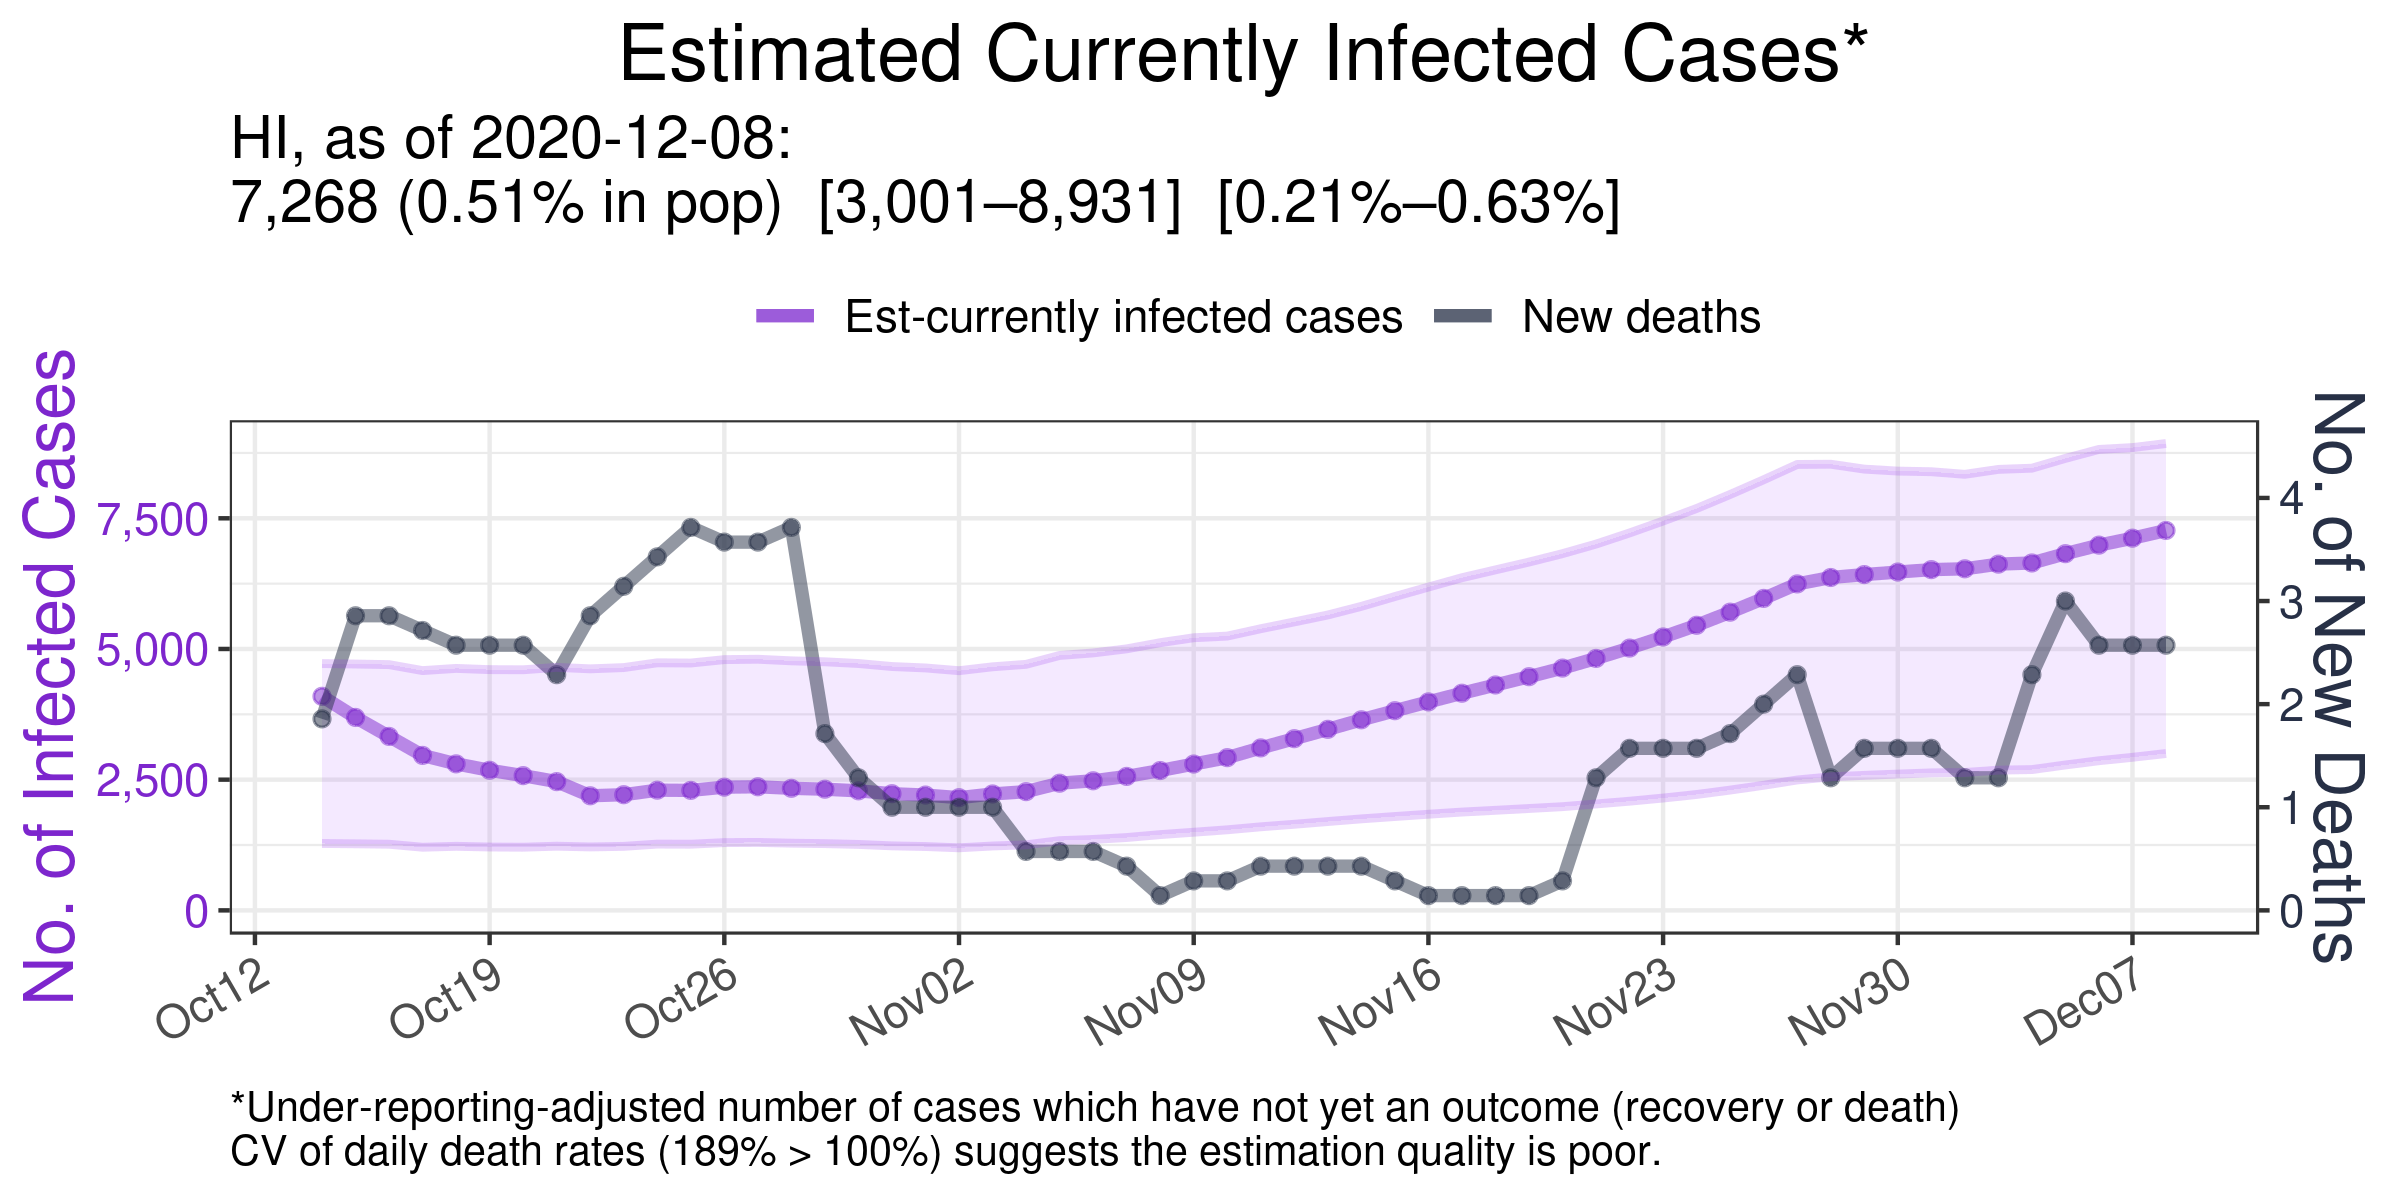 Estimated Currently Infected Cases*
HI, as of 2020-12-08:
7,268 (0.51% in pop)  [3,001–8,931]  [0.21%–0.63%]
Est-currently infected cases
New deaths
No. of Infected Cases
7,500
5,000
2,500
0
4
3
2
1
0
No. of New Deaths
Oct12
Oct19
Oct26
Nov02
Nov09
Nov16
Nov23
Nov30
Dec07
*Under-reporting-adjusted number of cases which have not yet an outcome (recovery or death)
CV of daily death rates (189% > 100%) suggests the estimation quality is poor.